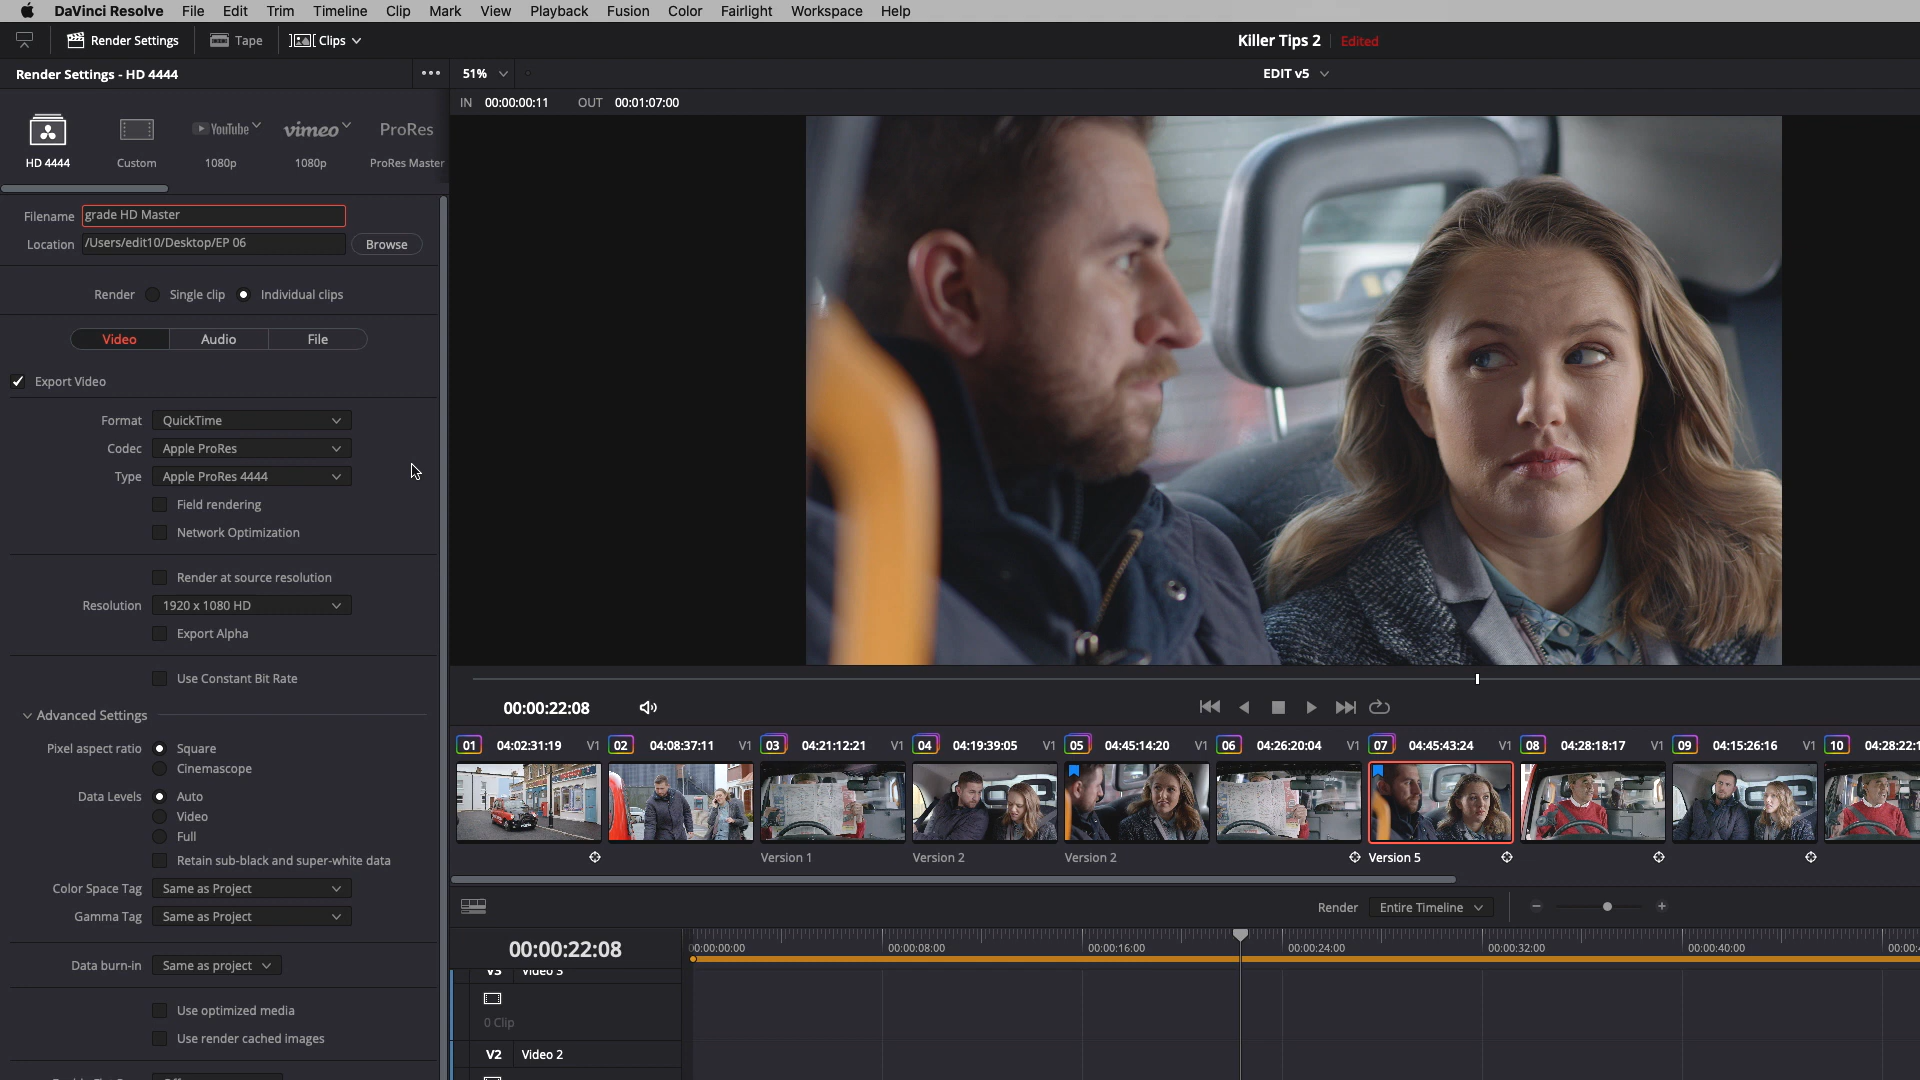 DaVinci Resolve File Edit Trim Timeline Clip Mark View Playback Fusion Color Fairlight Workspace Help
Render Settings Tape Clips Killer Tips 2 Edited
Render Settings - HD 4444 ••• 51% EDIT v5
IN 00:00:00:11 OUT 00:01:07:00
YouTube vimeo ProRes
HD 4444 Custom 1080p 1080p ProRes Master
Filename grade HD Master
Location /Users/edit10/Desktop/EP 06 Browse
Render Single clip Individual clips
Video Audio File
Export Video
Format QuickTime
Codec Apple ProRes
Type Apple ProRes 4444
Field rendering
Network Optimization
Render at source resolution
Resolution 1920 x 1080 HD
Export Alpha
Use Constant Bit Rate
Advanced Settings
Pixel aspect ratio Square
Cinemascope
Data Levels Auto
Video
Full
Retain sub-black and super-white data
Color Space Tag Same as Project
Gamma Tag Same as Project
Data burn-in Same as project
Use optimized media
Use render cached images
00:00:22:08
01 04:02:31:19 V1 02 04:08:37:11 V1 03 04:21:12:21 V1 04 04:19:39:05 V1 05 04:45:14:20 V1 06 04:26:20:04 V1 07 04:45:43:24 V1 08 04:28:18:17 V1 09 04:15:26:16 V1 10 04:28:22:1
Version 1 Version 2 Version 2 Version 5
Render Entire Timeline
00:00:22:08 00:00:00:00 00:00:08:00 00:00:16:00 00:00:24:00 00:00:32:00 00:00:40:00 00:00:4
V3 Video 3
0 Clip
V2 Video 2